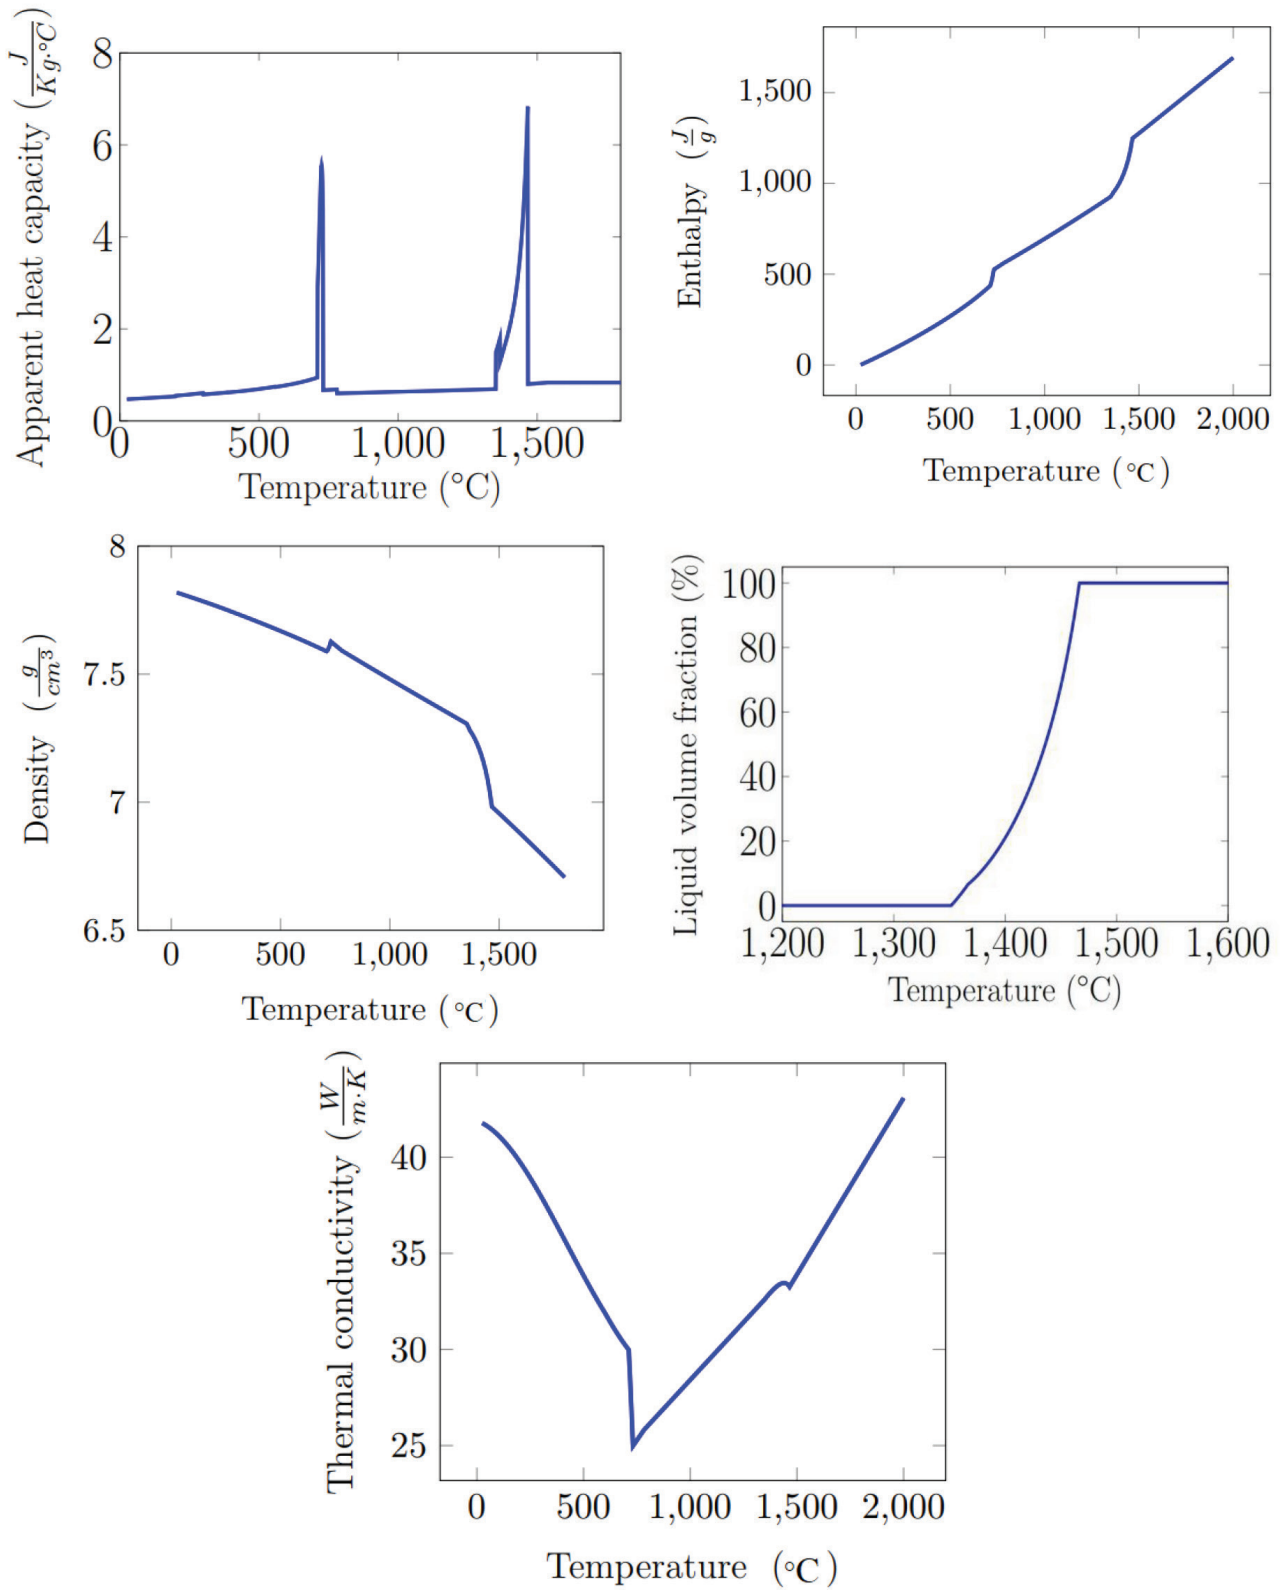 Apparent heat capacity (J/Kg·°C)
8
6
4
2
0
0 500 1,000 1,500
Temperature (°C)
Enthalpy (J/g)
1,500
1,000
500
0
0 500 1,000 1,500 2,000
Temperature (°C)
Density (g/cm³)
8
7.5
7
6.5
0 500 1,000 1,500
Temperature (°C)
Liquid volume fraction (%)
100
80
60
40
20
0
1,200 1,300 1,400 1,500 1,600
Temperature (°C)
Thermal conductivity (W/m·K)
40
35
30
25
0 500 1,000 1,500 2,000
Temperature (°C)